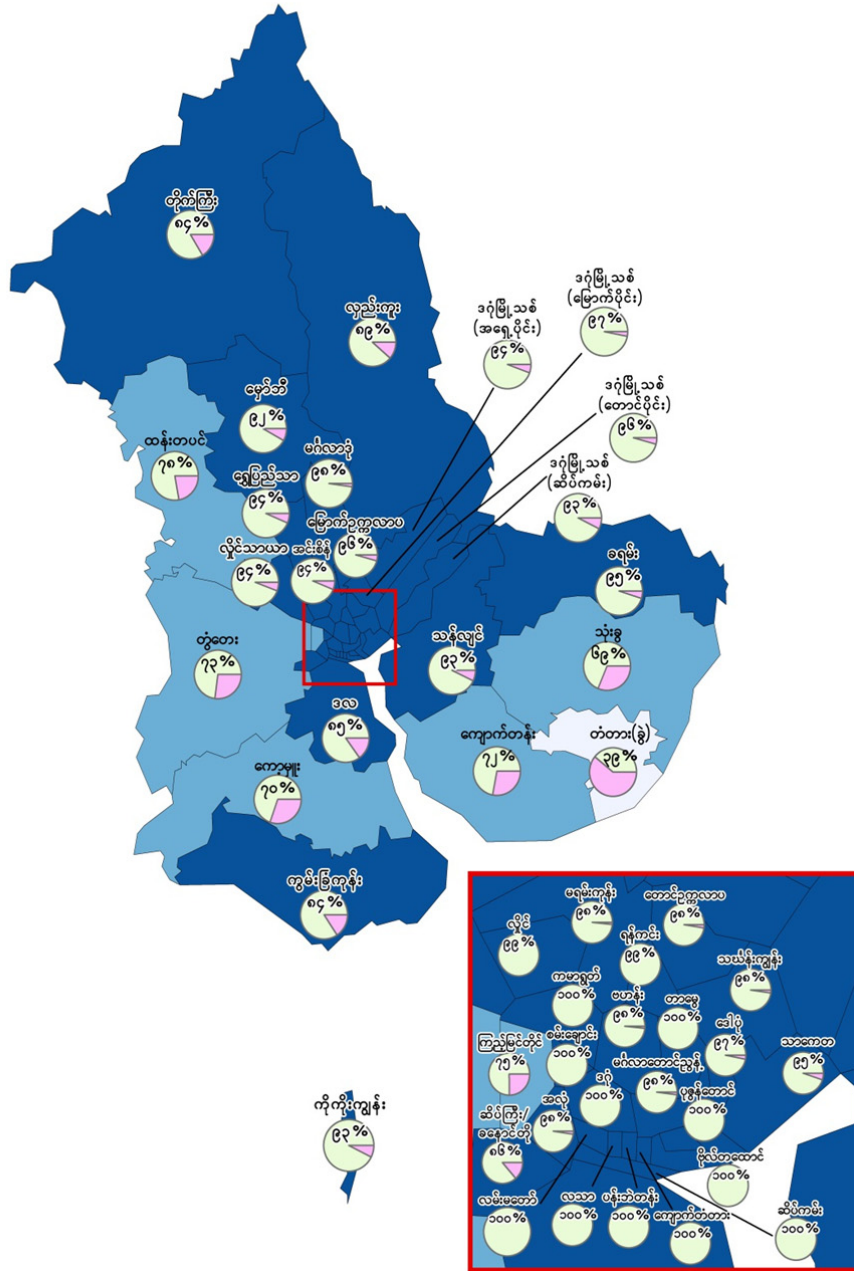 တိုက်ကြီး
၈၄%
လှည်းကူး
၈၉%
ဒဂုံမြို့သစ်
(မြောက်ပိုင်း)
၉၇%
ဒဂုံမြို့သစ်
(အရှေ့ပိုင်း)
၉၄%
ဒဂုံမြို့သစ်
(တောင်ပိုင်း)
၉၆%
ဒဂုံမြို့သစ်
(ဆိပ်ကမ်း)
၉၃%
မှော်ဘီ
၉၂%
ထန်းတပင်
၇၈%
မင်္ဂလာဒုံ
၉၈%
ရွှေပြည်သာ
၉၄%
မြောက်ဥက္ကလာပ
၉၆%
လှိုင်သာယာ
၉၄%
အင်းစိန်
၉၄%
ခရမ်း
၉၅%
တွံတေး
၇၃%
သန်လျင်
၉၃%
သုံးခွ
၆၉%
ဒလ
၈၅%
ကျောက်တန်း
၇၂%
တံတား(ခွဲ)
၃၉%
ကော့မှူး
၇၀%
ကွမ်းခြံကုန်း
၈၄%
ကိုကိုးကျွန်း
၉၃%
မရမ်းကုန်း
၉၈%
တောင်ဥက္ကလာပ
၉၈%
လှိုင်
၉၉%
ရန်ကင်း
၉၉%
သင်္ဃန်းကျွန်း
၉၈%
ကမာရွတ်
၁၀၀%
ဗဟန်း
၉၈%
တာမွေ
၁၀၀%
ဒေါပုံ
၉၇%
သာကေတ
၉၅%
ကြည့်မြင်တိုင်
၇၅%
စမ်းချောင်း
၁၀၀%
မင်္ဂလာတောင်ညွန့်
၉၈%
ဒဂုံ
၁၀၀%
ပုဇွန်တောင်
၁၀၀%
အလုံ
၉၈%
ဆိပ်ကြီး/
ခနောင်တို
၈၆%
ဗိုလ်တထောင်
၁၀၀%
လမ်းမတော်
၁၀၀%
လသာ
၁၀၀%
ပန်းဘဲတန်း
၁၀၀%
ကျောက်တံတား
၁၀၀%
ဆိပ်ကမ်း
၁၀၀%